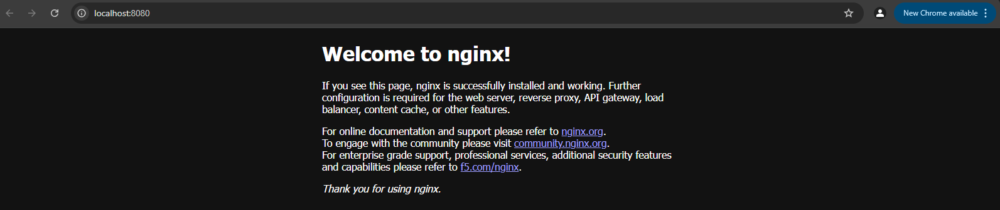 localhost:8080
New Chrome available
Welcome to nginx!
If you see this page, nginx is successfully installed and working. Further
configuration is required for the web server, reverse proxy, API gateway, load
balancer, content cache, or other features.
For online documentation and support please refer to nginx.org.
To engage with the community please visit community.nginx.org.
For enterprise grade support, professional services, additional security features
and capabilities please refer to f5.com/nginx.
Thank you for using nginx.